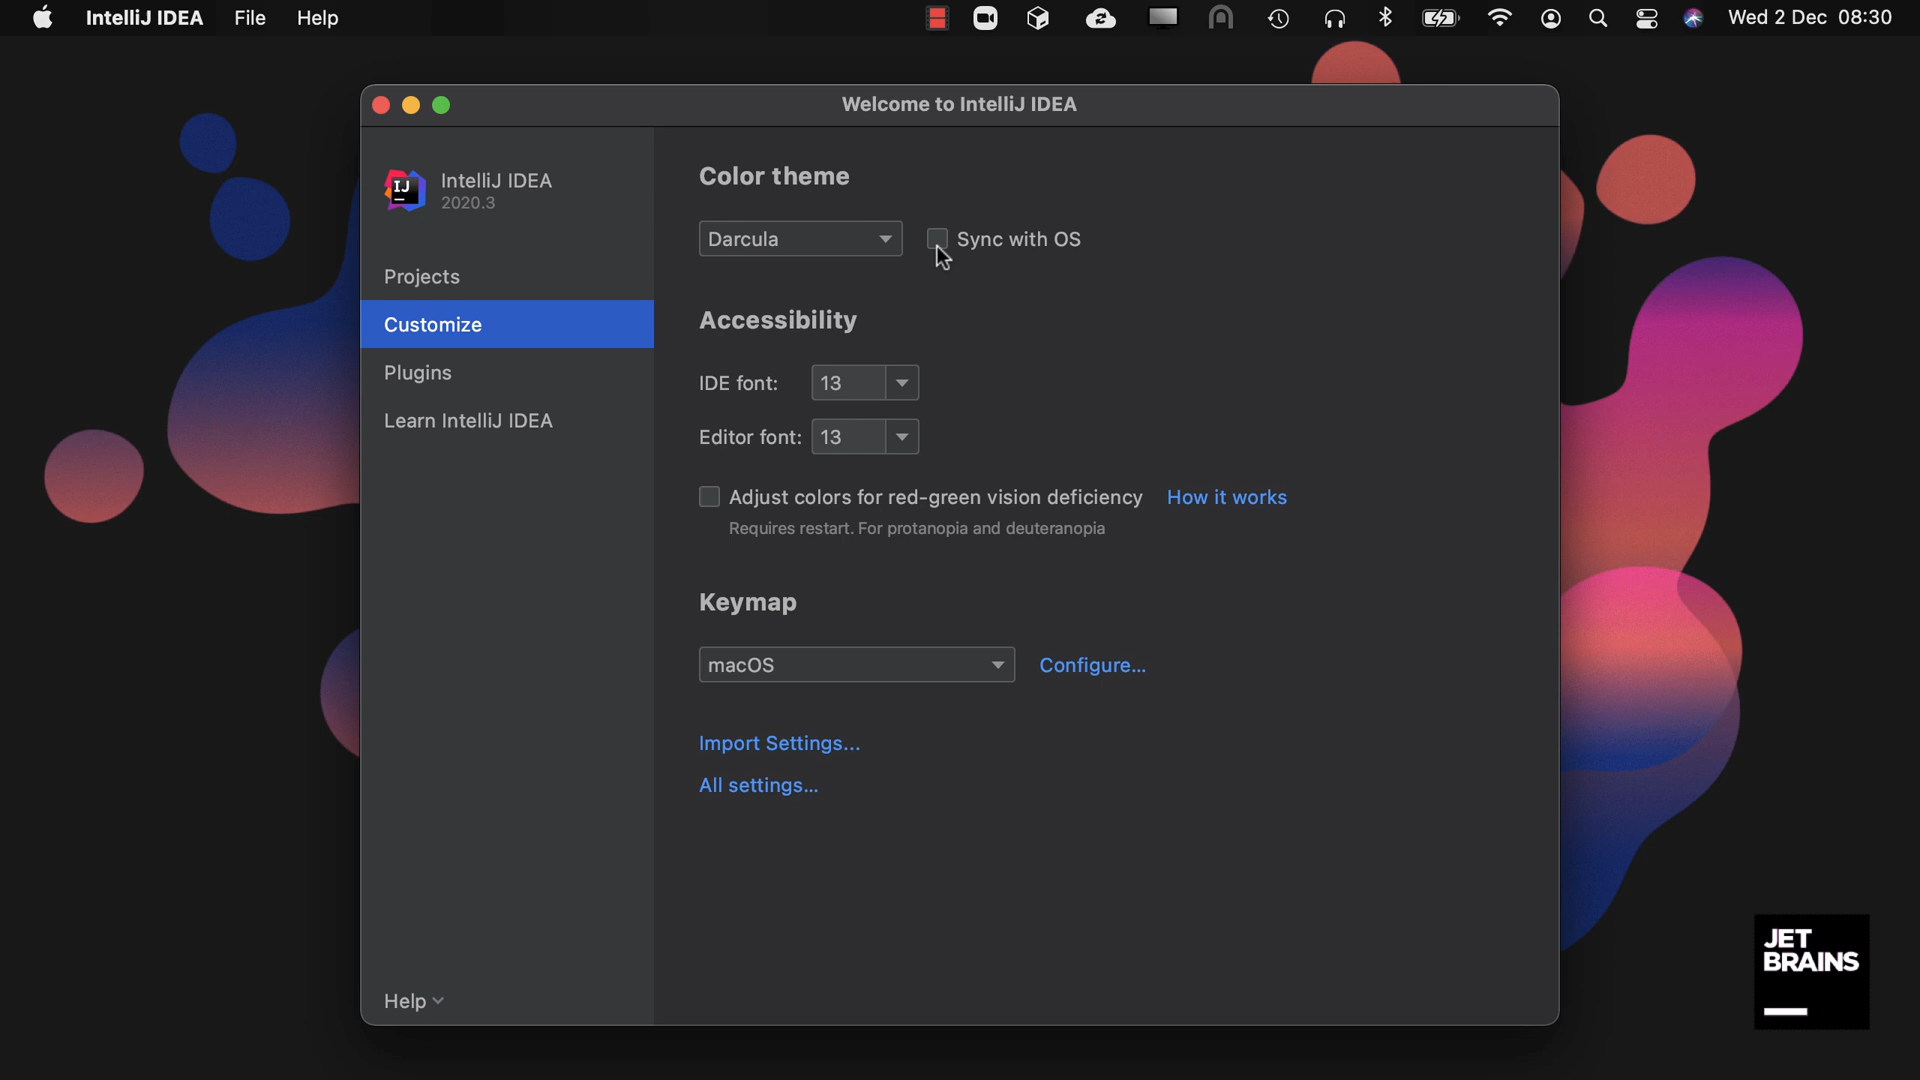 IntelliJ IDEA File Help Wed 2 Dec 08:30
Welcome to IntelliJ IDEA
IJ
IntelliJ IDEA
2020.3
Projects
Customize
Plugins
Learn IntelliJ IDEA
Help
Color theme
Darcula Sync with OS
Accessibility
IDE font: 13
Editor font: 13
Adjust colors for red-green vision deficiency How it works
Requires restart. For protanopia and deuteranopia
Keymap
macOS Configure...
Import Settings...
All settings...
JET
BRAINS